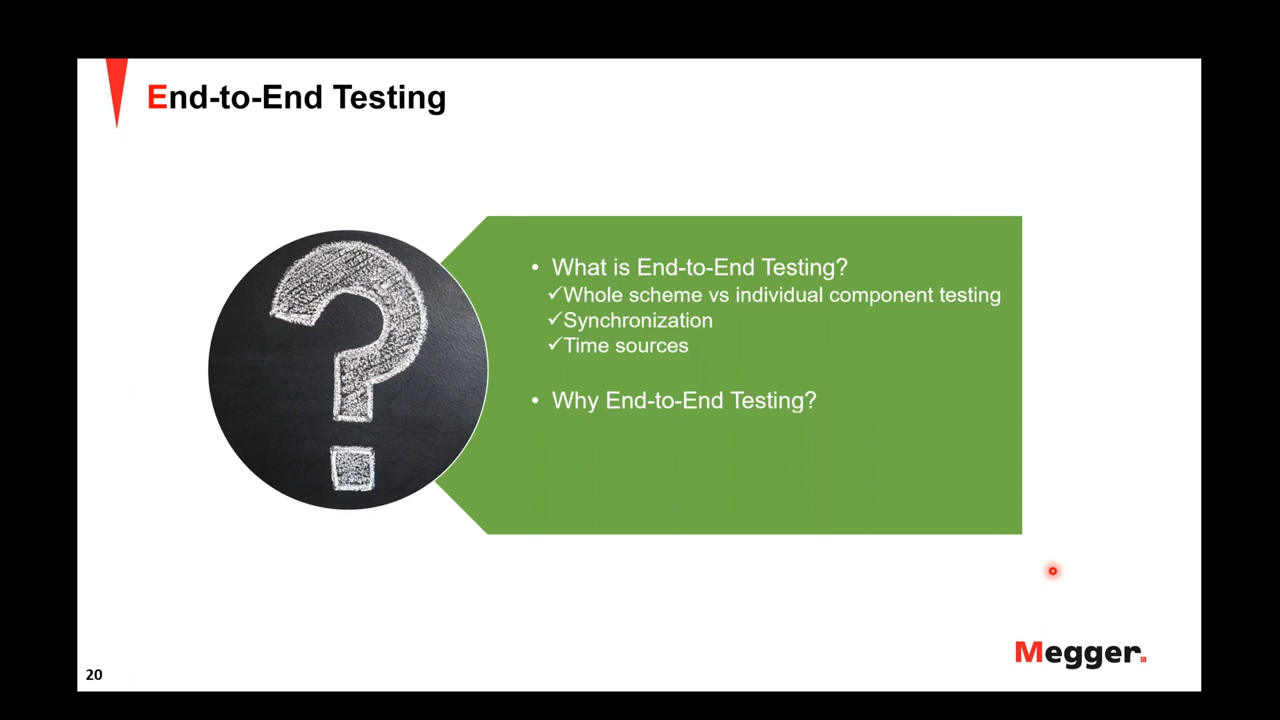 End-to-End Testing
• What is End-to-End Testing?
✓Whole scheme vs individual component testing
✓Synchronization
✓Time sources
• Why End-to-End Testing?
Megger.
20